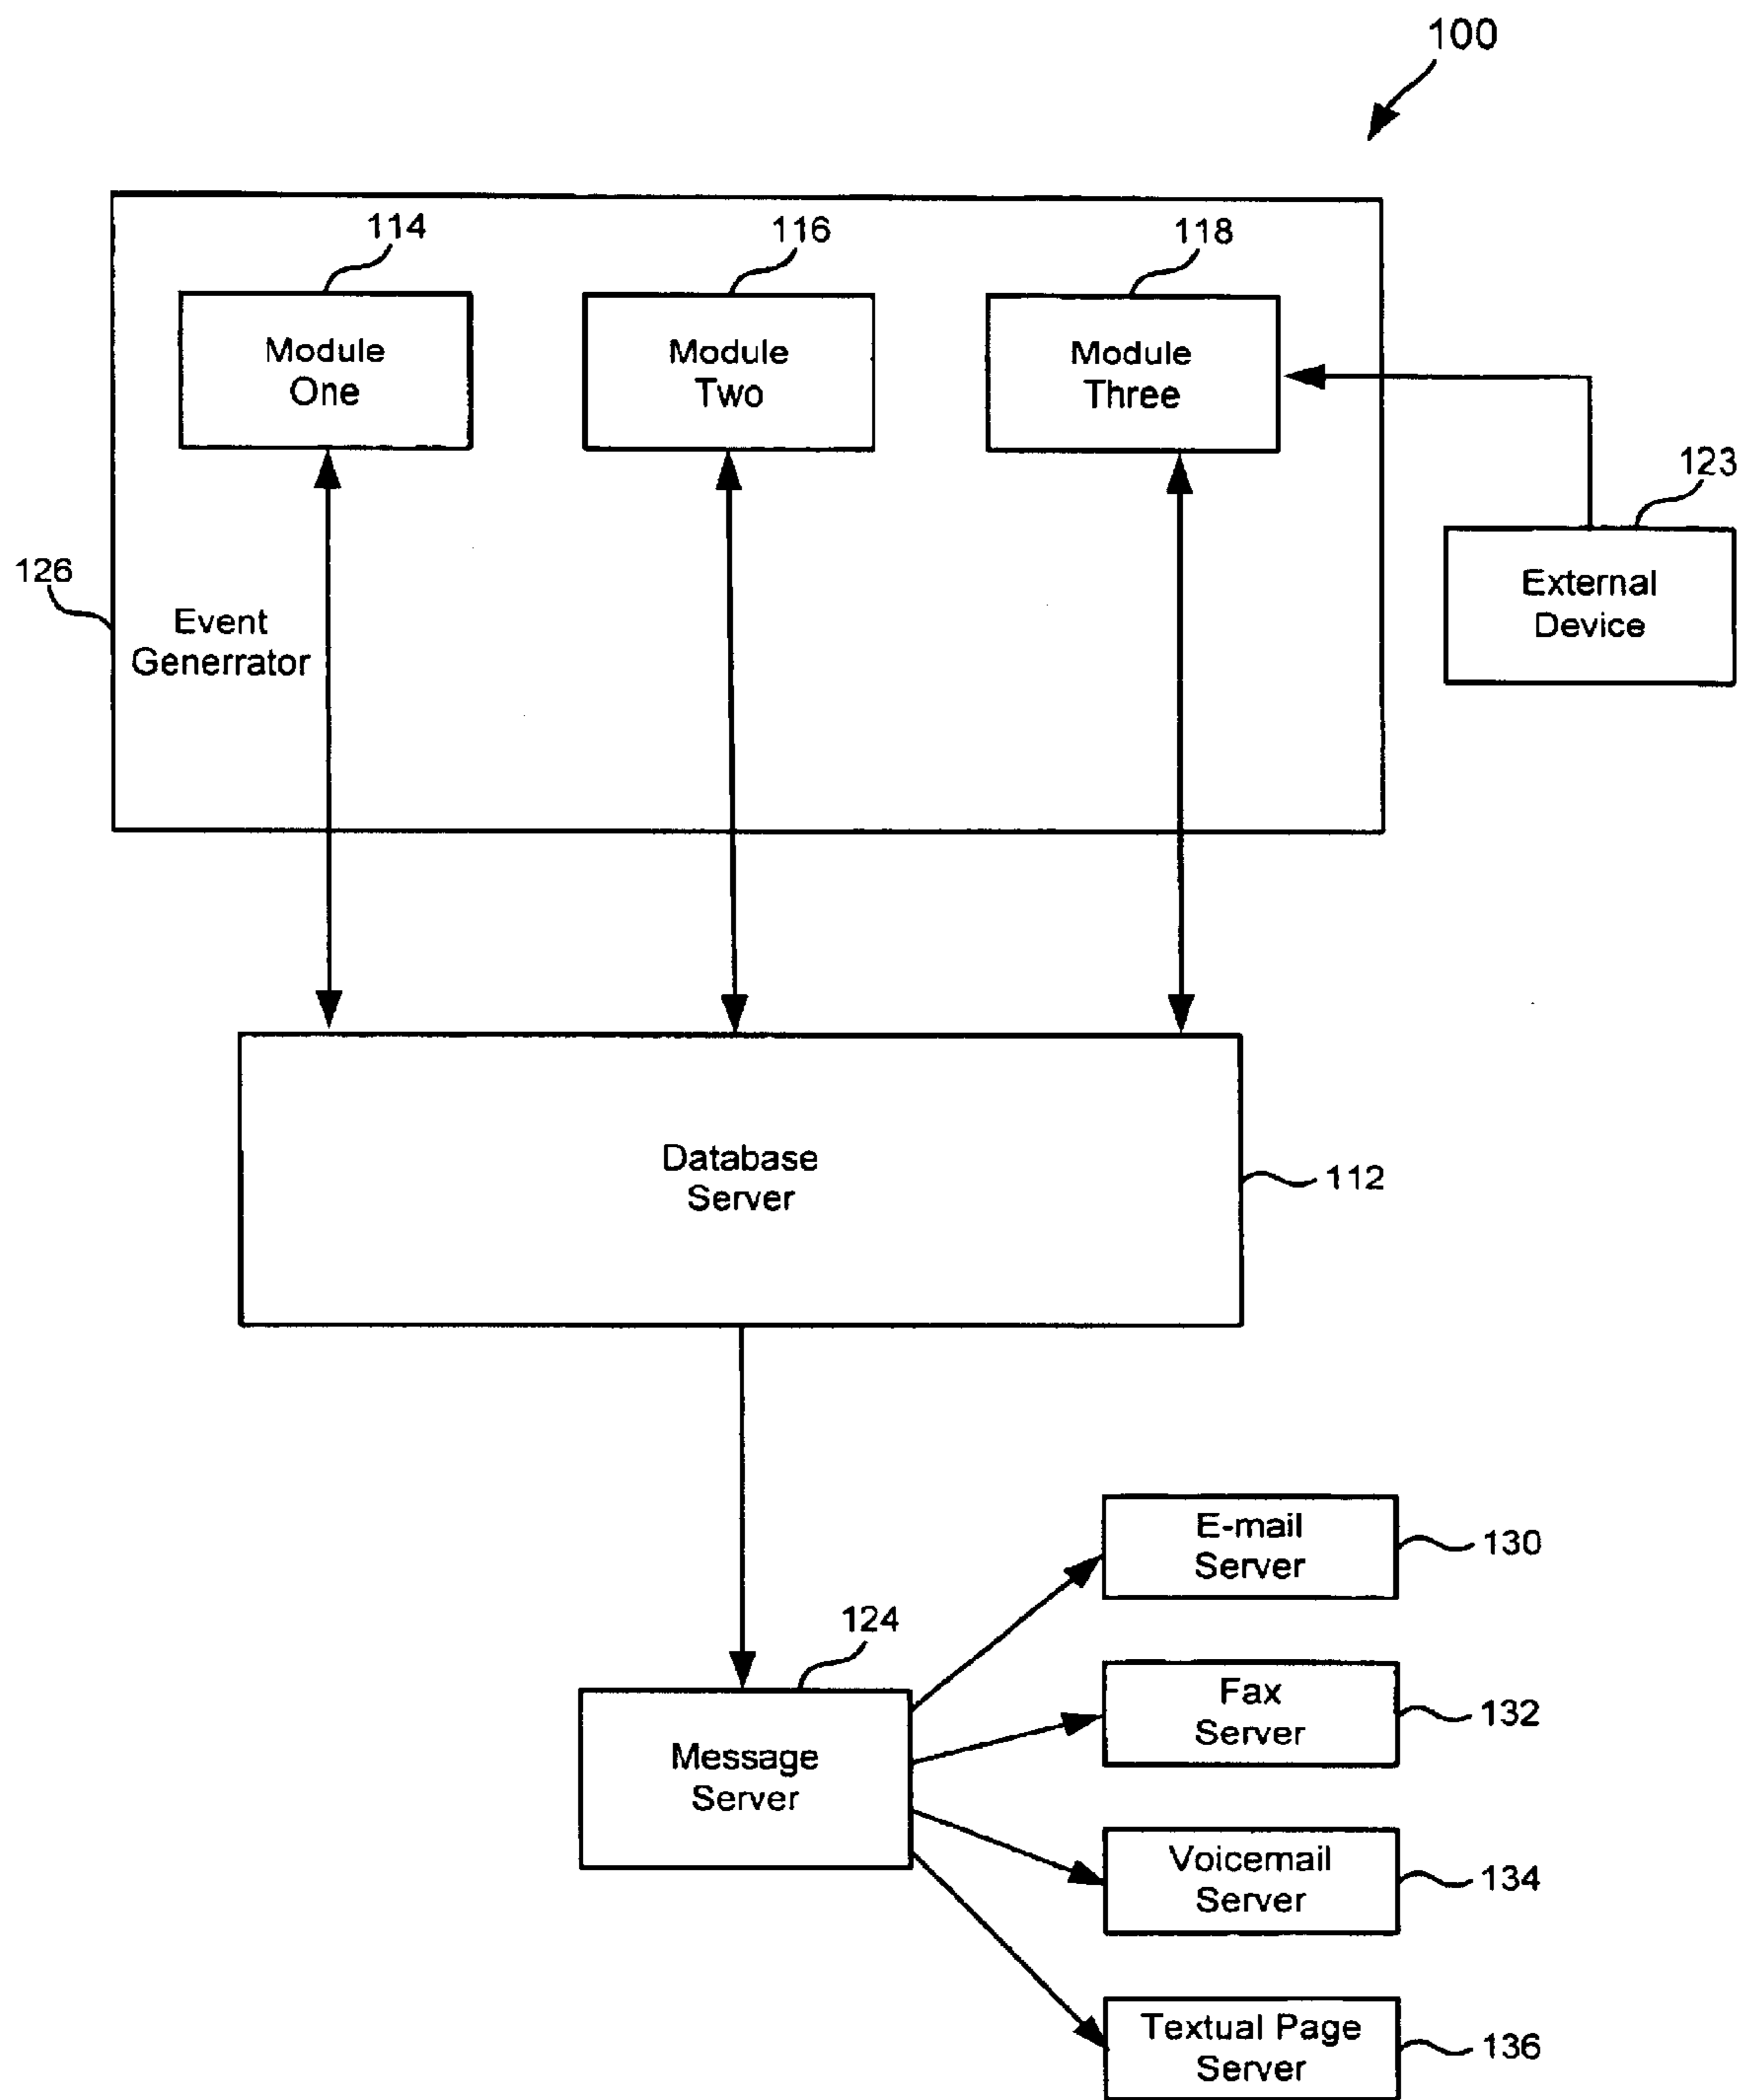 100
114
116
118
Module
One
Module
Two
Module
Three
123
External
Device
126
Event
Generrator
Database
Server
112
E-mail
Server
130
124
Message
Server
Fax
Server
132
Voicemail
Server
134
Textual Page
Server
136